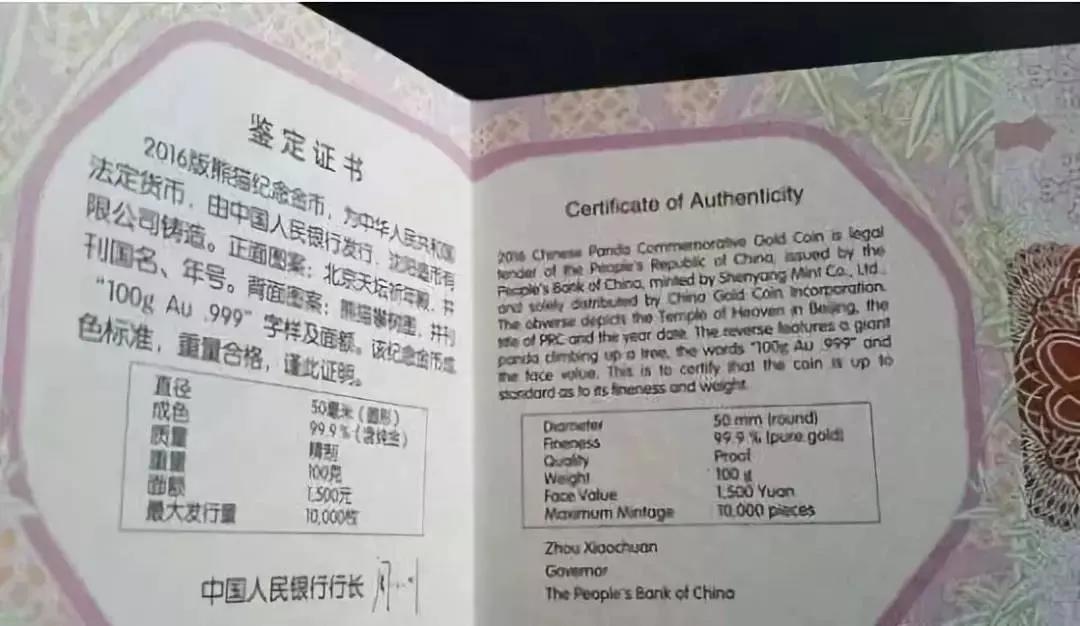 鉴定证书
2016版熊猫纪念金币，为中华人民共和国
法定货币，由中国人民银行发行，沈阳造币有
限公司铸造。正面图案：北京天坛祈年殿，并
刊国名、年号。背面图案：熊猫攀树图，并刊
“100g Au .999”字样及面额。该纪念金币成
色标准，重量合格，谨此证明。
直径
成色 50毫米（圆形）
质量 99.9%（含纯金）
重量 精制
面额 100克
最大发行量 1,500元
10,000枚
中国人民银行行长
Certificate of Authenticity
2016 Chinese Panda Commemorative Gold Coin is legal
tender of the People's Republic of China, issued by the
People's Bank of China, minted by Shenyang Mint Co., Ltd.,
and solely distributed by China Gold Coin Incorporation.
The obverse depicts the Temple of Heaven in Beijing, the
title of PRC and the year date. The reverse features a giant
panda climbing up a tree, the words "100g Au .999" and
the face value. This is to certify that the coin is up to
standard as to its fineness and weight.
Diameter 50 mm (round)
Fineness 99.9 % (pure gold)
Quality Proof
Weight 100 g
Face Value 1,500 Yuan
Maximum Mintage 10,000 pieces
Zhou Xiaochuan
Governor
The People's Bank of China